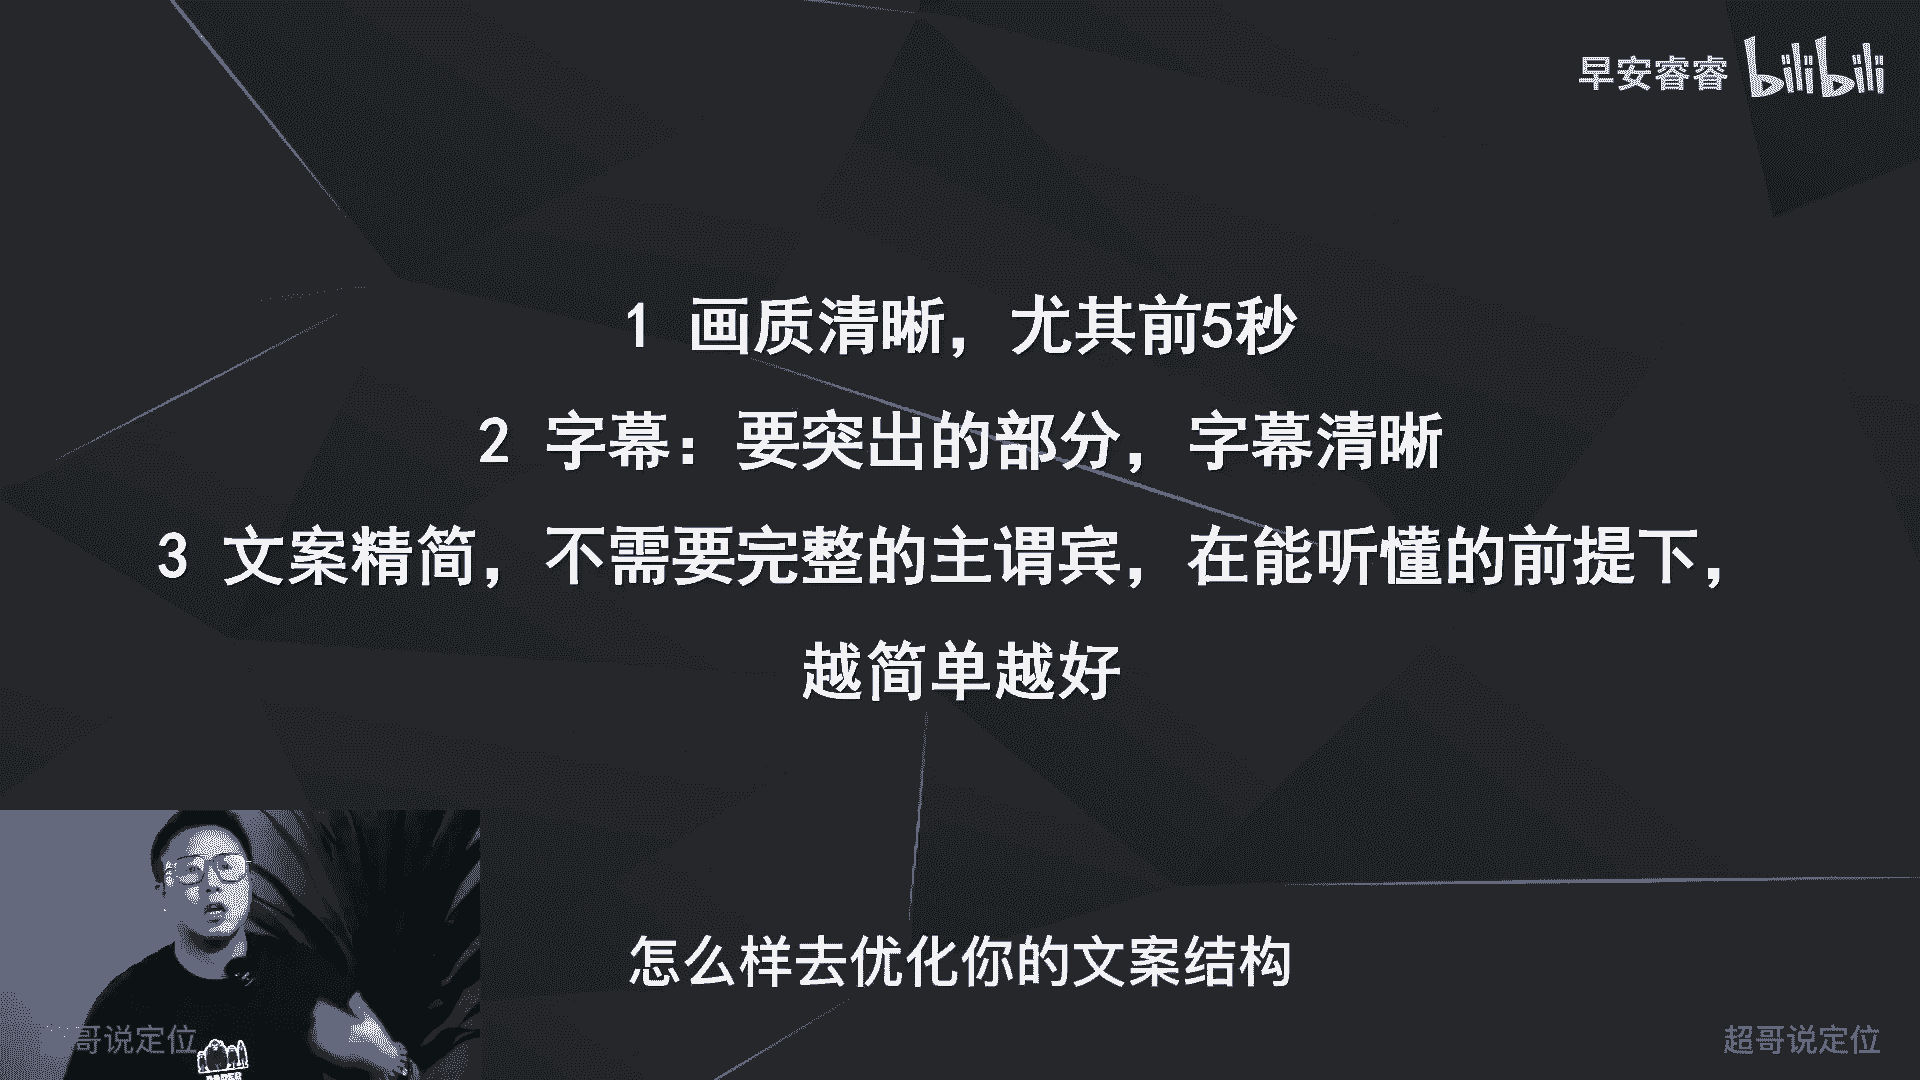 早安睿睿 bilibili
1 画质清晰，尤其前5秒
2 字幕：要突出的部分，字幕清晰
3 文案精简，不需要完整的主谓宾，在能听懂的前提下，
越简单越好
怎么样去优化你的文案结构
哥说定位
超哥说定位